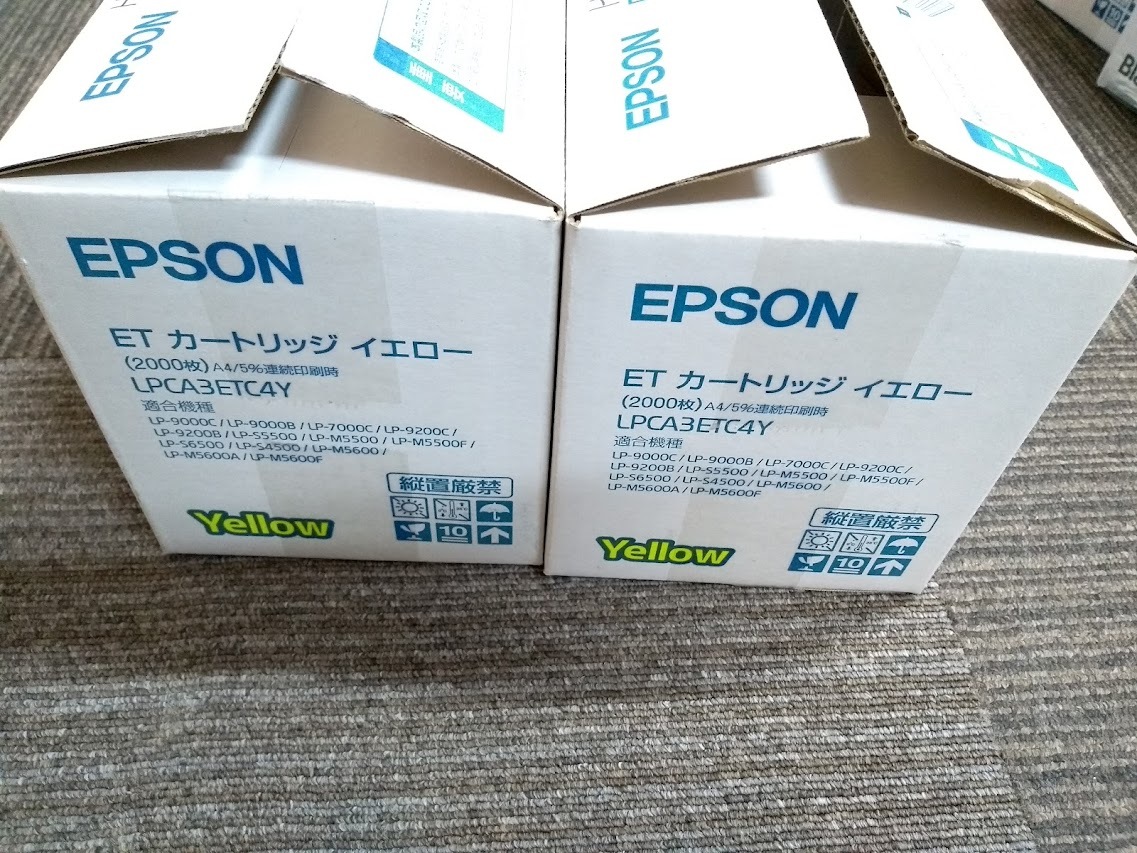 EPSON
EPSON
重要
EPSON
ET カートリッジ イエロー
(2000枚) A4/5%連続印刷時
LPCA3ETC4Y
適合機種
LP-9000C / LP-9000B / LP-7000C / LP-9200C /
LP-9200B / LP-S5500 / LP-M5500 / LP-M5500F /
LP-S6500 / LP-S4500 / LP-M5600 /
LP-M5600A / LP-M5600F
縦置厳禁
Yellow
10
EPSON
ET カートリッジ イエロー
(2000枚) A4/5%連続印刷時
LPCA3ETC4Y
適合機種
LP-9000C / LP-9000B / LP-7000C / LP-9200C /
LP-9200B / LP-S5500 / LP-M5500 / LP-M5500F /
LP-S6500 / LP-S4500 / LP-M5600 /
LP-M5600A / LP-M5600F
縦置厳禁
Yellow
10